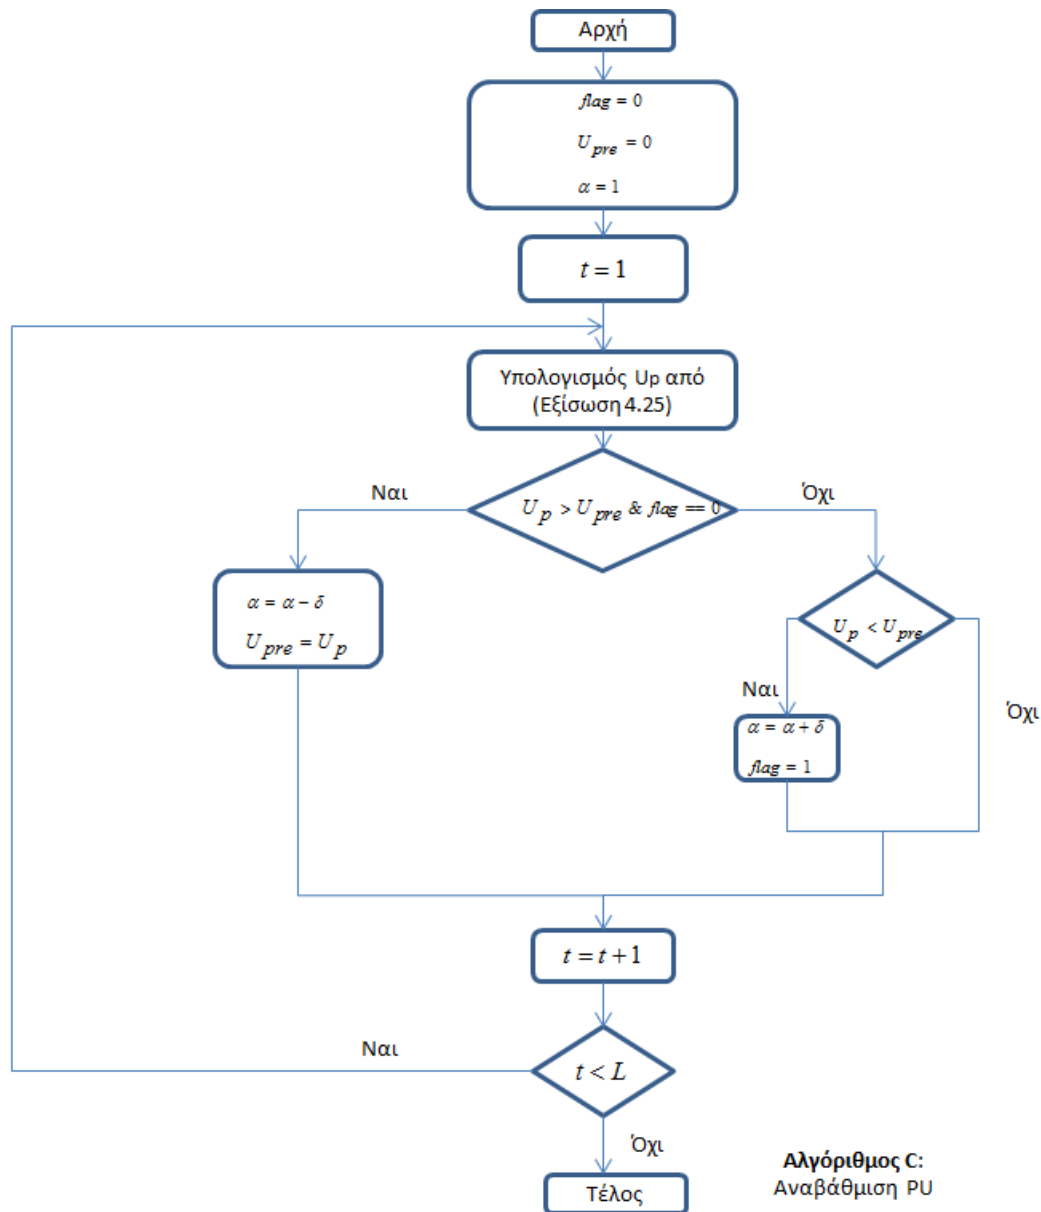 Αρχή
flag = 0
U_pre = 0
α = 1
t = 1
Υπολογισμός Up από
(Εξίσωση 4.25)
Ναι
U_p > U_pre & flag == 0
Όχι
α = α − δ
U_pre = U_p
U_p < U_pre
Ναι
Όχι
α = α + δ
flag = 1
t = t + 1
Ναι
t < L
Όχι
Τέλος
Αλγόριθμος C:
Αναβάθμιση PU